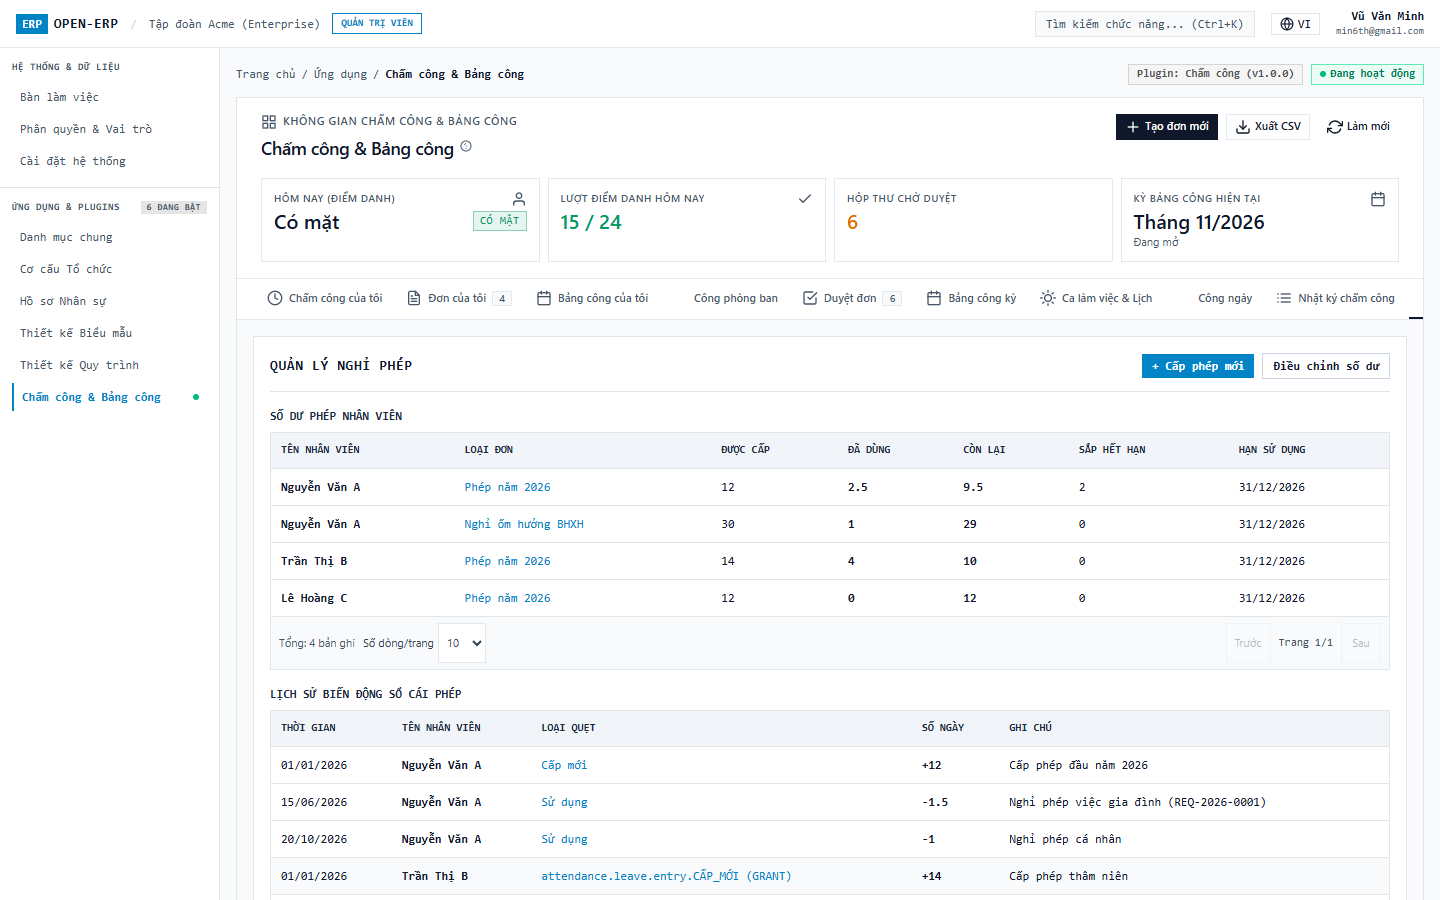 ERP OPEN-ERP / Tập đoàn Acme (Enterprise) QUẢN TRỊ VIÊN
Tìm kiếm chức năng... (Ctrl+K)
VI
Vũ Văn Minh
min6th@gmail.com
HỆ THỐNG & DỮ LIỆU
Bàn làm việc
Phân quyền & Vai trò
Cài đặt hệ thống
ỨNG DỤNG & PLUGINS 6 ĐANG BẬT
Danh mục chung
Cơ cấu Tổ chức
Hồ sơ Nhân sự
Thiết kế Biểu mẫu
Thiết kế Quy trình
Chấm công & Bảng công
Trang chủ / Ứng dụng / Chấm công & Bảng công
Plugin: Chấm công (v1.0.0) Đang hoạt động
KHÔNG GIAN CHẤM CÔNG & BẢNG CÔNG
Chấm công & Bảng công
Tạo đơn mới Xuất CSV Làm mới
HÔM NAY (ĐIỂM DANH)
Có mặt CÓ MẶT
LƯỢT ĐIỂM DANH HÔM NAY
15 / 24
HỘP THƯ CHỜ DUYỆT
6
KỲ BẢNG CÔNG HIỆN TẠI
Tháng 11/2026
Đang mở
Chấm công của tôi Đơn của tôi 4 Bảng công của tôi Công phòng ban Duyệt đơn 6 Bảng công kỳ Ca làm việc & Lịch Công ngày Nhật ký chấm công
QUẢN LÝ NGHỈ PHÉP
+ Cấp phép mới Điều chỉnh số dư
SỐ DƯ PHÉP NHÂN VIÊN
TÊN NHÂN VIÊN LOẠI ĐƠN ĐƯỢC CẤP ĐÃ DÙNG CÒN LẠI SẮP HẾT HẠN HẠN SỬ DỤNG
Nguyễn Văn A Phép năm 2026 12 2.5 9.5 2 31/12/2026
Nguyễn Văn A Nghỉ ốm hưởng BHXH 30 1 29 0 31/12/2026
Trần Thị B Phép năm 2026 14 4 10 0 31/12/2026
Lê Hoàng C Phép năm 2026 12 0 12 0 31/12/2026
Tổng: 4 bản ghi Số dòng/trang 10 Trước Trang 1/1 Sau
LỊCH SỬ BIẾN ĐỘNG SỔ CÁI PHÉP
THỜI GIAN TÊN NHÂN VIÊN LOẠI QUẸT SỐ NGÀY GHI CHÚ
01/01/2026 Nguyễn Văn A Cấp mới +12 Cấp phép đầu năm 2026
15/06/2026 Nguyễn Văn A Sử dụng -1.5 Nghỉ phép việc gia đình (REQ-2026-0001)
20/10/2026 Nguyễn Văn A Sử dụng -1 Nghỉ phép cá nhân
01/01/2026 Trần Thị B attendance.leave.entry.CẤP_MỚI (GRANT) +14 Cấp phép thâm niên